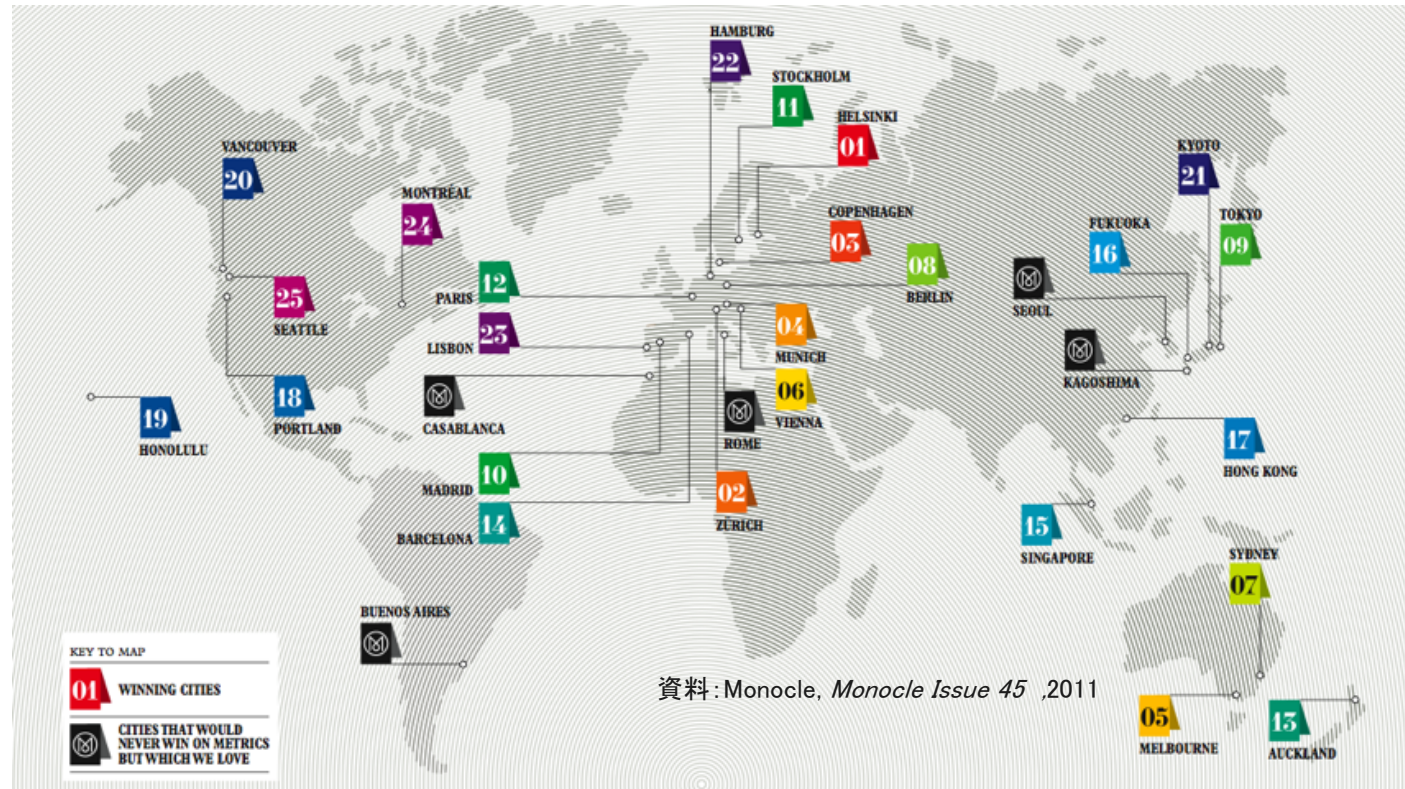 HAMBURG
22
STOCKHOLM
11
HELSINKI
01
VANCOUVER
20
MONTRÉAL
24
KYOTO
21
COPENHAGEN
03
FUKUOKA
16
TOKYO
09
08
BERLIN
12
PARIS
25
SEATTLE
SEOUL
23
LISBON
04
MUNICH
KAGOSHIMA
18
PORTLAND
19
HONOLULU
CASABLANCA
06
VIENNA
ROME
17
HONG KONG
10
MADRID
02
ZÜRICH
14
BARCELONA
15
SINGAPORE
SYDNEY
07
BUENOS AIRES
KEY TO MAP
01 WINNING CITIES
CITIES THAT WOULD
NEVER WIN ON METRICS
BUT WHICH WE LOVE
資料:Monocle, Monocle Issue 45 ,2011
05
MELBOURNE
13
AUCKLAND